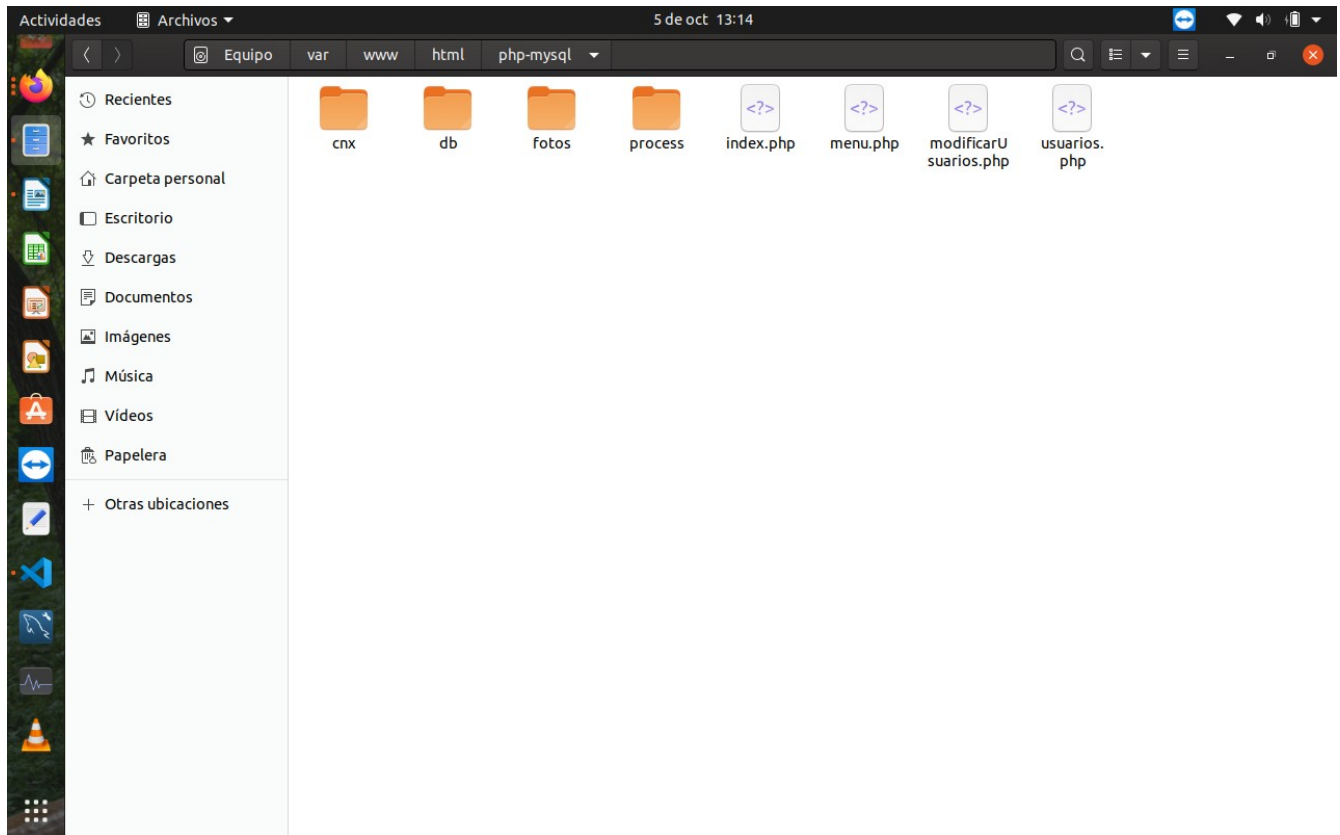 Actividades Archivos 5 de oct 13:14
Equipo var www html php-mysql
Recientes
Favoritos
Carpeta personal
Escritorio
Descargas
Documentos
Imágenes
Música
Vídeos
Papelera
+ Otras ubicaciones
cnx db fotos process index.php menu.php modificarU usuarios.
suarios.php php